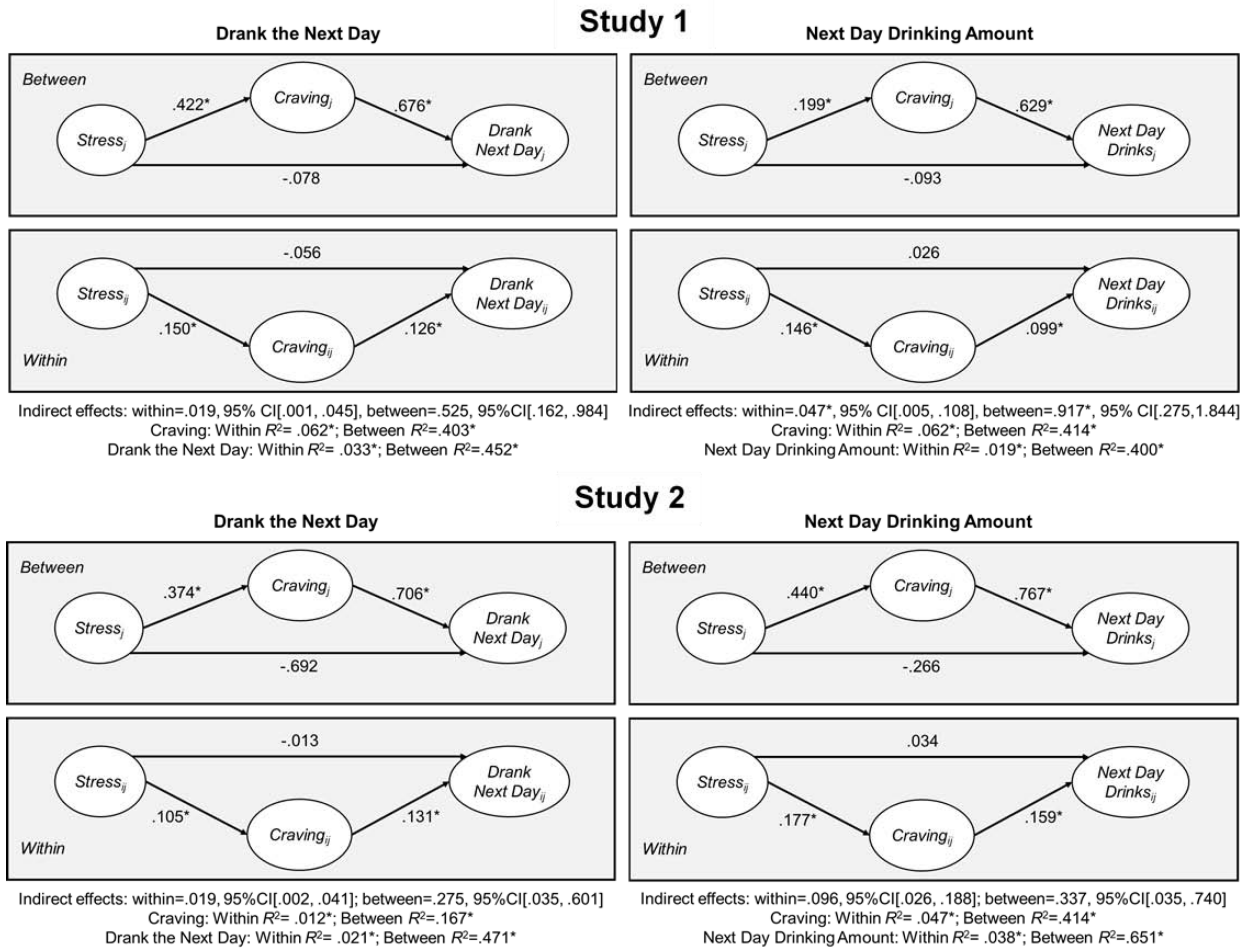 Study 1
Drank the Next Day
Next Day Drinking Amount
Between
.422*
Craving_j
.676*
Stress_j
Drank
Next Day_j
-.078
Between
.199*
Craving_j
.629*
Stress_j
Next Day
Drinks_j
-.093
-.056
Stress_ij
Drank
Next Day_ij
.150*
.126*
Craving_ij
Within
.026
Stress_ij
Next Day
Drinks_ij
.146*
.099*
Craving_ij
Within
Indirect effects: within=.019, 95% CI[.001, .045], between=.525, 95%CI[.162, .984]
Craving: Within R²= .062*; Between R²=.403*
Drank the Next Day: Within R²= .033*; Between R²=.452*
Indirect effects: within=.047*, 95% CI[.005, .108], between=.917*, 95% CI[.275,1.844]
Craving: Within R²= .062*; Between R²=.414*
Next Day Drinking Amount: Within R²= .019*; Between R²=.400*
Study 2
Drank the Next Day
Next Day Drinking Amount
Between
.374*
Craving_j
.706*
Stress_j
Drank
Next Day_j
-.692
Between
.440*
Craving_j
.767*
Stress_j
Next Day
Drinks_j
-.266
-.013
Stress_ij
Drank
Next Day_ij
.105*
.131*
Craving_ij
Within
.034
Stress_ij
Next Day
Drinks_ij
.177*
.159*
Craving_ij
Within
Indirect effects: within=.019, 95%CI[.002, .041]; between=.275, 95%CI[.035, .601]
Craving: Within R²= .012*; Between R²=.167*
Drank the Next Day: Within R²= .021*; Between R²=.471*
Indirect effects: within=.096, 95%CI[.026, .188]; between=.337, 95%CI[.035, .740]
Craving: Within R²= .047*; Between R²=.414*
Next Day Drinking Amount: Within R²= .038*; Between R²=.651*